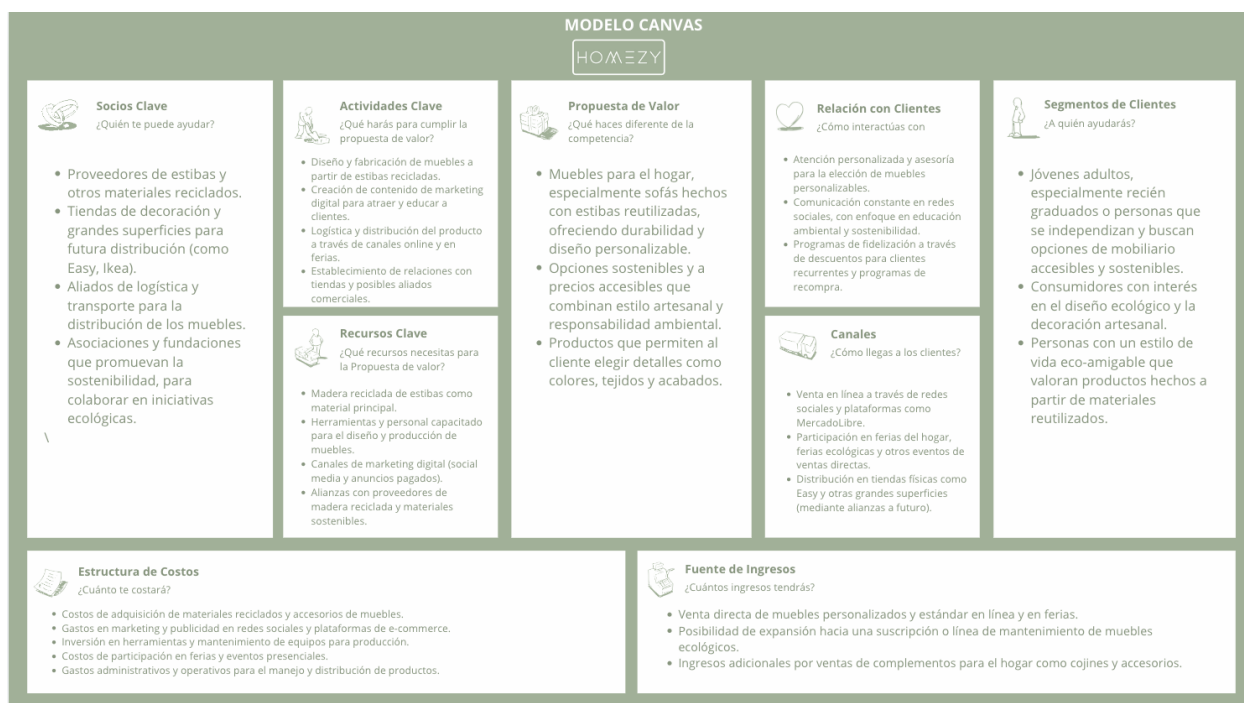 MODELO CANVAS
HOMEZY
Socios Clave
¿Quién te puede ayudar?
Proveedores de estibas y
otros materiales reciclados.
Tiendas de decoración y
grandes superficies para
futura distribución (como
Easy, Ikea).
Aliados de logística y
transporte para la
distribución de los muebles.
Asociaciones y fundaciones
que promuevan la
sostenibilidad, para
colaborar en iniciativas
ecológicas.
\
Actividades Clave
¿Qué harás para cumplir la
propuesta de valor?
Diseño y fabricación de muebles a
partir de estibas recicladas.
Creación de contenido de marketing
digital para atraer y educar a
clientes.
Logística y distribución del producto
a través de canales online y en
ferias.
Establecimiento de relaciones con
tiendas y posibles aliados
comerciales.
Recursos Clave
¿Qué recursos necesitas para
la Propuesta de valor?
Madera reciclada de estibas como
material principal.
Herramientas y personal capacitado
para el diseño y producción de
muebles.
Canales de marketing digital (social
media y anuncios pagados).
Alianzas con proveedores de
madera reciclada y materiales
sostenibles.
Propuesta de Valor
¿Qué haces diferente de la
competencia?
Muebles para el hogar,
especialmente sofás hechos
con estibas reutilizadas,
ofreciendo durabilidad y
diseño personalizable.
Opciones sostenibles y a
precios accesibles que
combinan estilo artesanal y
responsabilidad ambiental.
Productos que permiten al
cliente elegir detalles como
colores, tejidos y acabados.
Relación con Clientes
¿Cómo interactúas con
Atención personalizada y asesoría
para la elección de muebles
personalizables.
Comunicación constante en redes
sociales, con enfoque en educación
ambiental y sostenibilidad.
Programas de fidelización a través
de descuentos para clientes
recurrentes y programas de
recompra.
Canales
¿Cómo llegas a los clientes?
Venta en línea a través de redes
sociales y plataformas como
MercadoLibre.
Participación en ferias del hogar,
ferias ecológicas y otros eventos de
ventas directas.
Distribución en tiendas físicas como
Easy y otras grandes superficies
(mediante alianzas a futuro).
Segmentos de Clientes
¿A quién ayudarás?
Jóvenes adultos,
especialmente recién
graduados o personas que
se independizan y buscan
opciones de mobiliario
accesibles y sostenibles.
Consumidores con interés
en el diseño ecológico y la
decoración artesanal.
Personas con un estilo de
vida eco-amigable que
valoran productos hechos a
partir de materiales
reutilizados.
Estructura de Costos
¿Cuánto te costará?
Costos de adquisición de materiales reciclados y accesorios de muebles.
Gastos en marketing y publicidad en redes sociales y plataformas de e-commerce.
Inversión en herramientas y mantenimiento de equipos para producción.
Costos de participación en ferias y eventos presenciales.
Gastos administrativos y operativos para el manejo y distribución de productos.
Fuente de Ingresos
¿Cuántos ingresos tendrás?
Venta directa de muebles personalizados y estándar en línea y en ferias.
Posibilidad de expansión hacia una suscripción o línea de mantenimiento de muebles
ecológicos.
Ingresos adicionales por ventas de complementos para el hogar como cojines y accesorios.